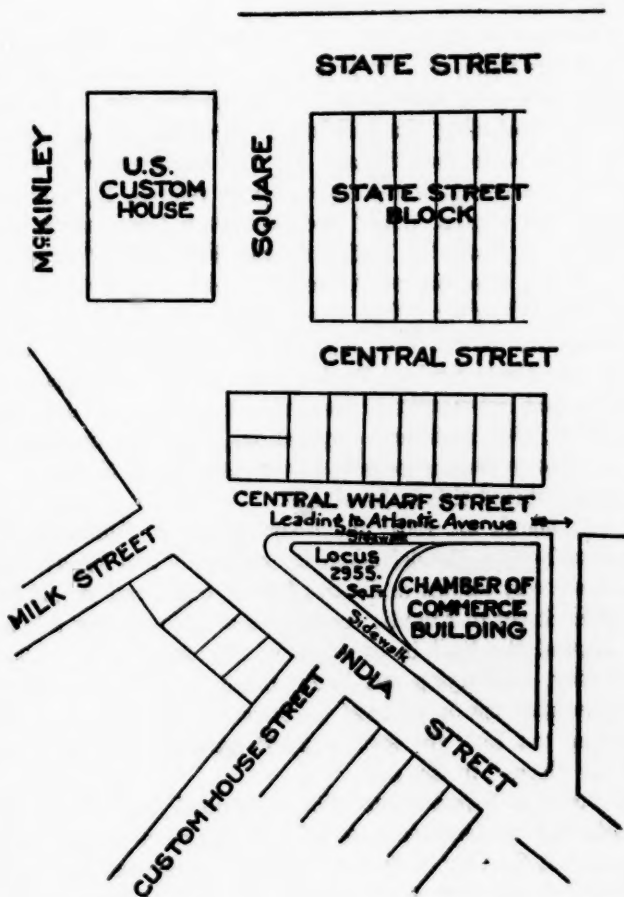 STATE STREET
McKINLEY
U.S.
CUSTOM
HOUSE
SQUARE
STATE STREET
BLOCK
CENTRAL STREET
CENTRAL WHARF STREET
Leading to Atlantic Avenue
Sidewalk
Locus
2955.
Sq.Ft.
CHAMBER OF
COMMERCE
BUILDING
Sidewalk
MILK STREET
INDIA
STREET
CUSTOM HOUSE STREET